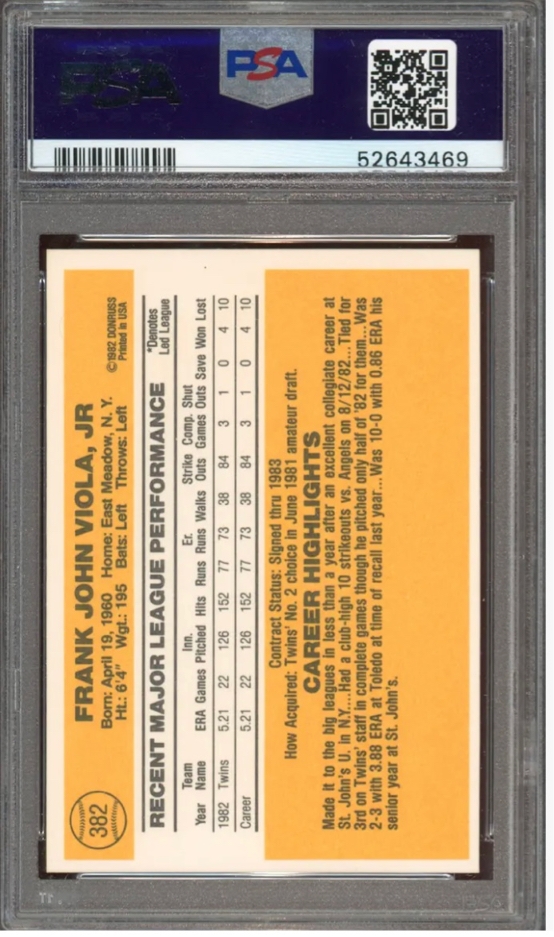 PSA
PSA
52643469
382
FRANK JOHN VIOLA, JR
Born: April 19, 1960 Home: East Meadow, N. Y.
Ht.: 6'4" Wgt.: 195 Bats: Left Throws: Left
©1982 DONRUSS
Printed in USA
RECENT MAJOR LEAGUE PERFORMANCE
*Denotes
Led League
Team Inn. Er. Strike Comp. Shut
Year Name ERA Games Pitched Hits Runs Runs Walks Outs Games Outs Save Won Lost
1982 Twins 5.21 22 126 152 77 73 38 84 3 1 0 4 10
Career 5.21 22 126 152 77 73 38 84 3 1 0 4 10
Contract Status: Signed thru 1983
How Acquired: Twins' No. 2 choice in June 1981 amateur draft.
CAREER HIGHLIGHTS
Made it to the big leagues in less than a year after an excellent collegiate career at
St. John's U. in N.Y....Had a club-high 10 strikeouts vs. Angels on 8/12/82...Tied for
3rd on Twins' staff in complete games though he pitched only half of '82 for them...Was
2-3 with 3.88 ERA at Toledo at time of recall last year...Was 10-0 with 0.86 ERA his
senior year at St. John's.